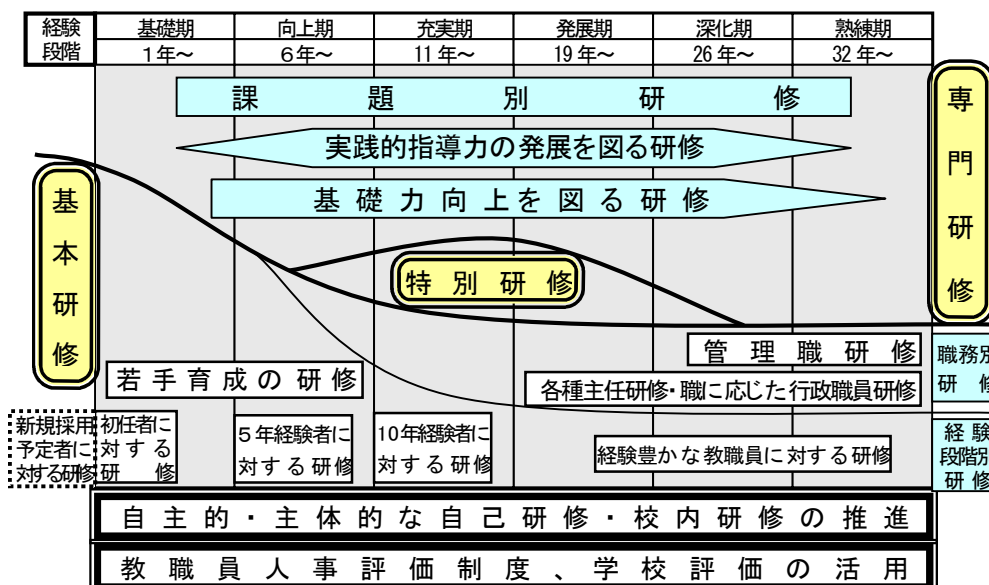 経験
段階
基礎期 向上期 充実期 発展期 深化期 熟練期
1年～ 6年～ 11年～ 19年～ 26年～ 32年～
課題別研修
実践的指導力の発展を図る研修
基礎力向上を図る研修
専門研修
基本研修
特別研修
管理職研修
職務別
研修
若手育成の研修
各種主任研修・職に応じた行政職員研修
新規採用
予定者に
対する研修
初任者に
対する
研修
5年経験者に
対する研修
10年経験者に
対する研修
経験豊かな教職員に対する研修
経験
段階別
研修
自主的・主体的な自己研修・校内研修の推進
教職員人事評価制度、学校評価の活用